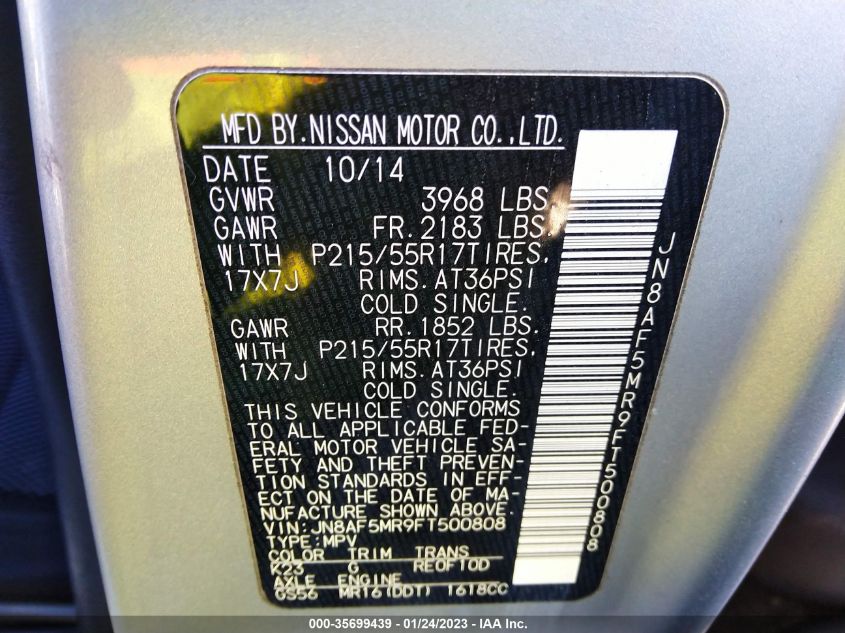 MFD BY.NISSAN MOTOR CO.,LTD.
DATE 10/14
GVWR 3968 LBS.
GAWR FR.2183 LBS.
WITH P215/55R17TIRES.
17X7J RIMS.AT36PSI
COLD SINGLE.
GAWR RR.1852 LBS.
WITH P215/55R17TIRES.
17X7J RIMS.AT36PSI
COLD SINGLE.
THIS VEHICLE CONFORMS
TO ALL APPLICABLE FED-
ERAL MOTOR VEHICLE SA-
FETY AND THEFT PREVEN-
TION STANDARDS IN EFF-
ECT ON THE DATE OF MA-
NUFACTURE SHOWN ABOVE.
VIN:JN8AF5MR9FT500808
TYPE:MPV
COLOR TRIM TRANS
K23 G RE0F10D
AXLE ENGINE
GS56 MR16(DDT) 1618CC
JN8AF5MR9FT500808
000-35699439 - 01/24/2023 - IAA Inc.